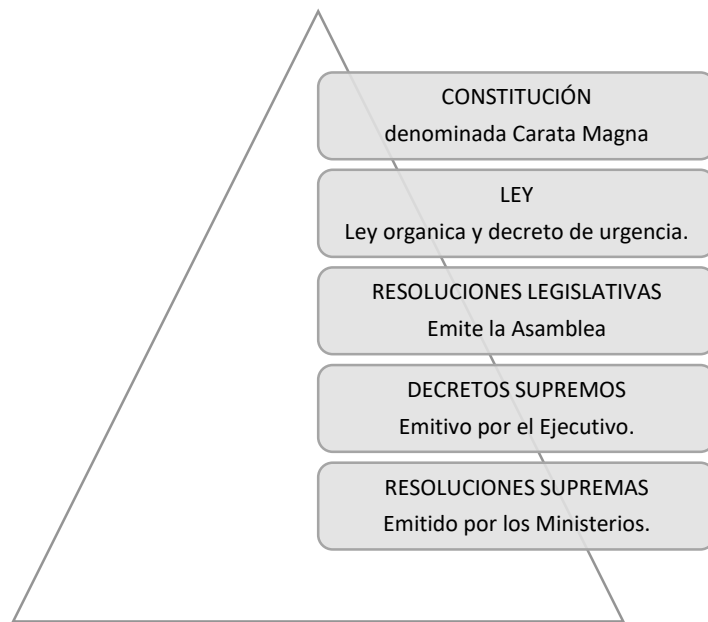 CONSTITUCIÓN
denominada Carata Magna
LEY
Ley organica y decreto de urgencia.
RESOLUCIONES LEGISLATIVAS
Emite la Asamblea
DECRETOS SUPREMOS
Emitivo por el Ejecutivo.
RESOLUCIONES SUPREMAS
Emitido por los Ministerios.